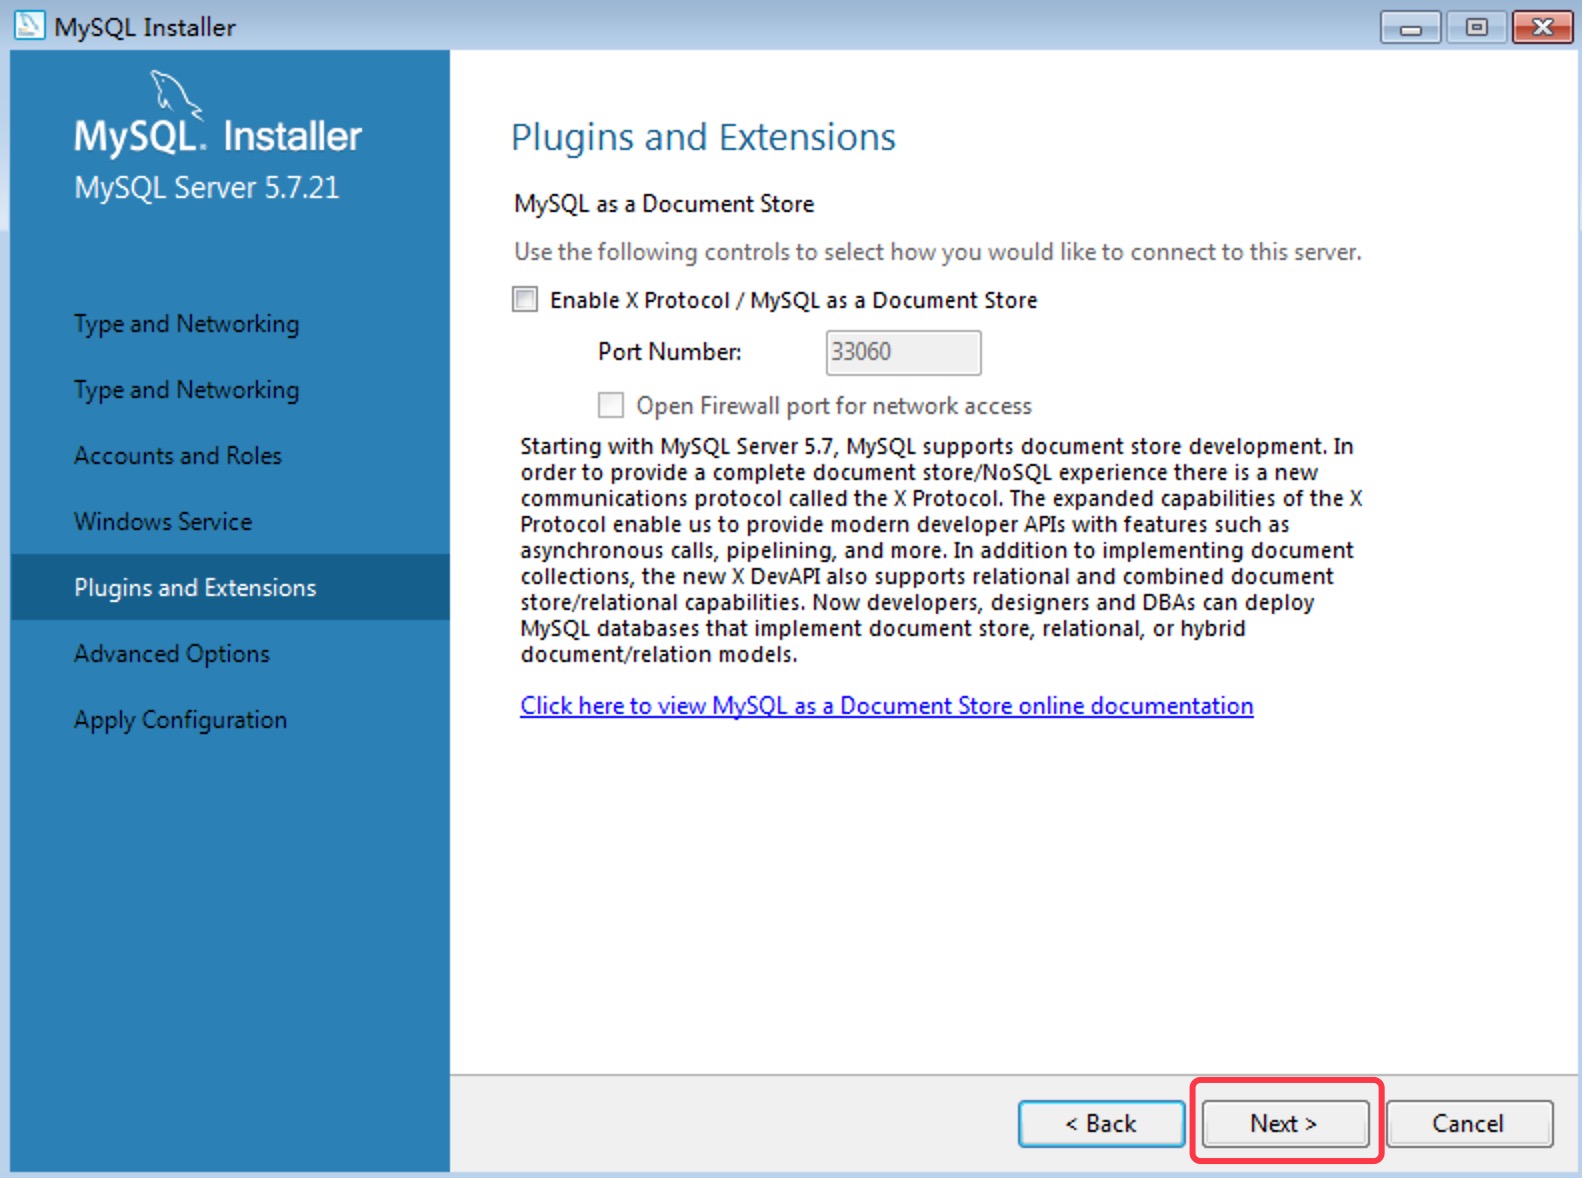 MySQL Installer
MySQL. Installer
MySQL Server 5.7.21
Type and Networking
Type and Networking
Accounts and Roles
Windows Service
Plugins and Extensions
Advanced Options
Apply Configuration
Plugins and Extensions
MySQL as a Document Store
Use the following controls to select how you would like to connect to this server.
Enable X Protocol / MySQL as a Document Store
Port Number: 33060
Open Firewall port for network access
Starting with MySQL Server 5.7, MySQL supports document store development. In
order to provide a complete document store/NoSQL experience there is a new
communications protocol called the X Protocol. The expanded capabilities of the X
Protocol enable us to provide modern developer APIs with features such as
asynchronous calls, pipelining, and more. In addition to implementing document
collections, the new X DevAPI also supports relational and combined document
store/relational capabilities. Now developers, designers and DBAs can deploy
MySQL databases that implement document store, relational, or hybrid
document/relation models.
Click here to view MySQL as a Document Store online documentation
< Back Next > Cancel